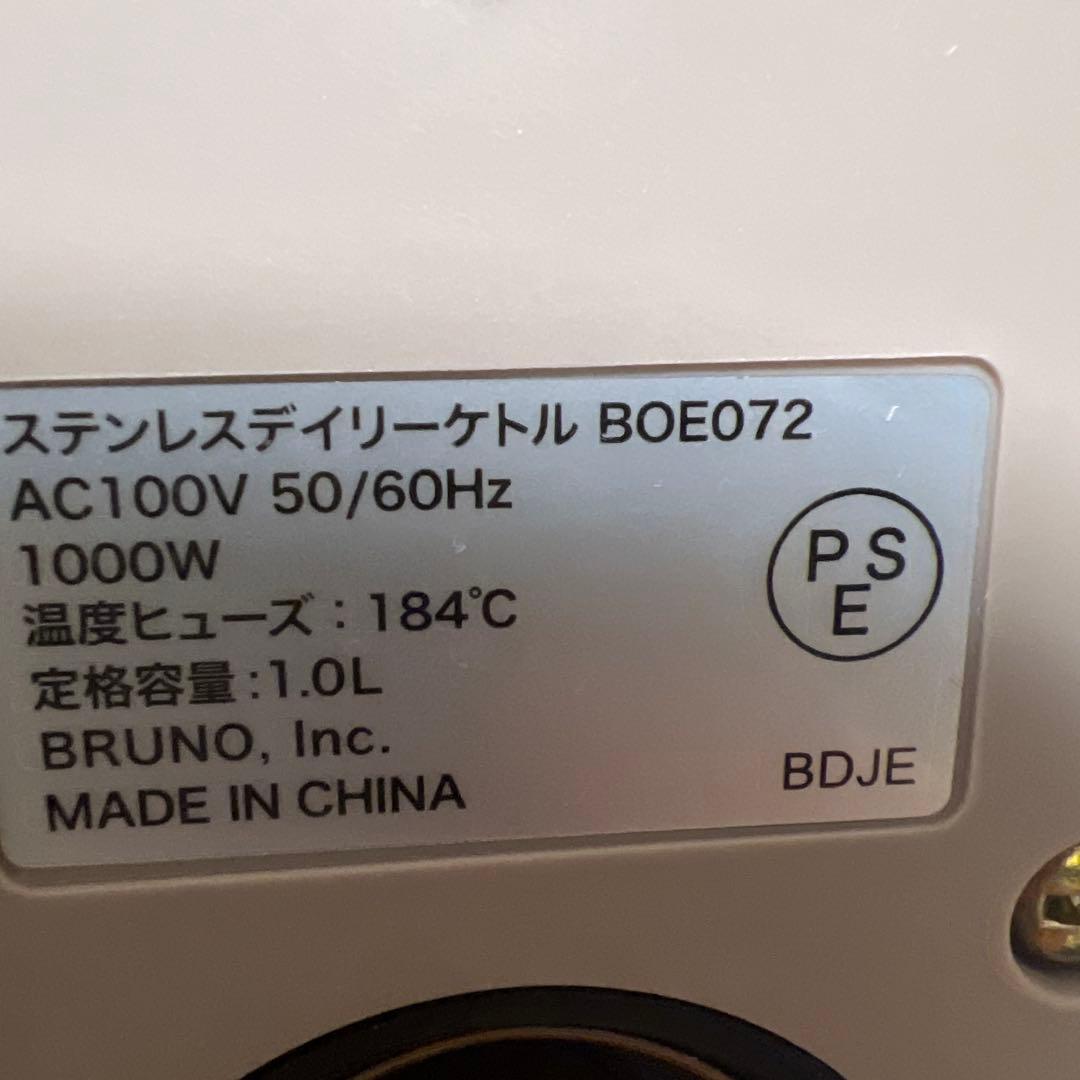 ステンレスデイリーケトル BOE072
AC100V 50/60Hz
1000W
温度ヒューズ：184℃
定格容量:1.0L
BRUNO, Inc.
MADE IN CHINA
PSE
BDJE